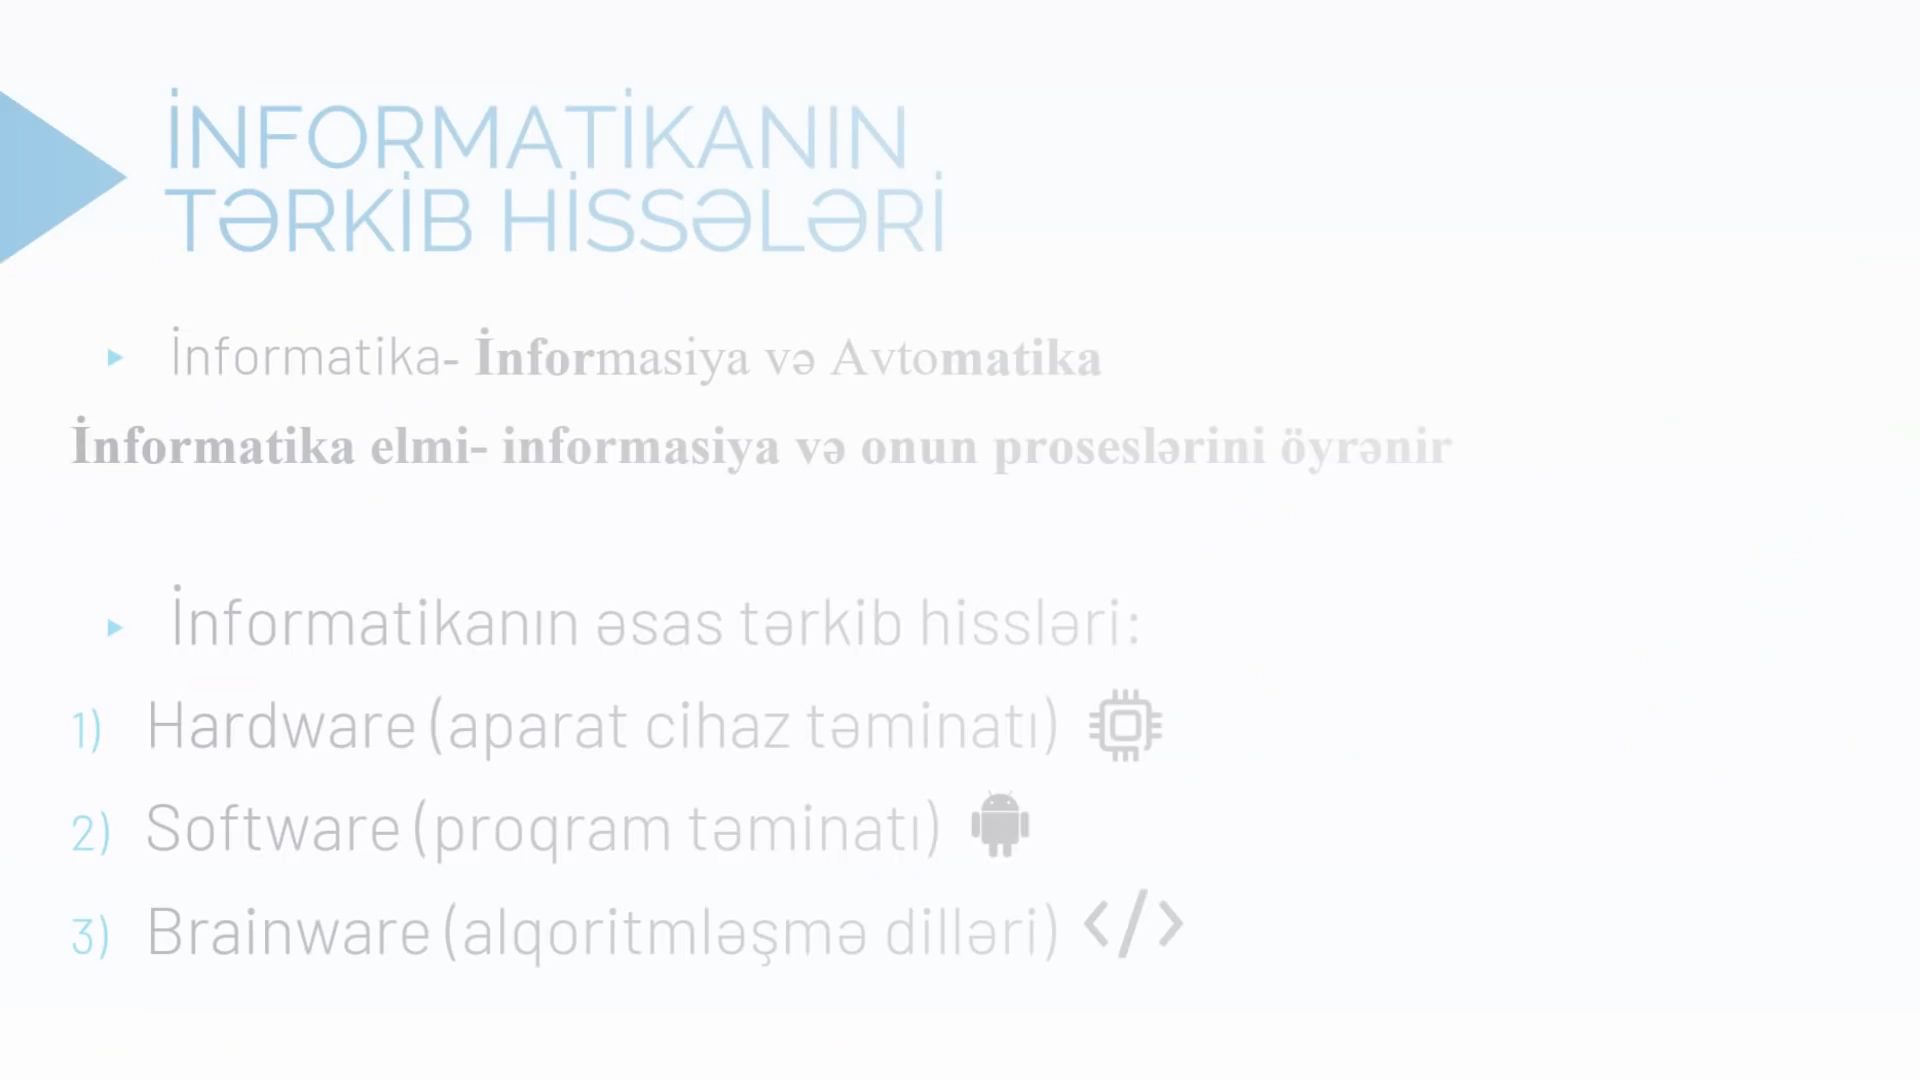 İNFORMATİKANIN
TƏRKİB HİSSƏLƏRİ
İnformatika- İnformasiya və Avtomatika
İnformatika elmi- informasiya və onun proseslərini öyrənir
İnformatikanın əsas tərkib hissləri:
1) Hardware (aparat cihaz təminatı)
2) Software (proqram təminatı)
3) Brainware (alqoritmləşmə dilləri) </>